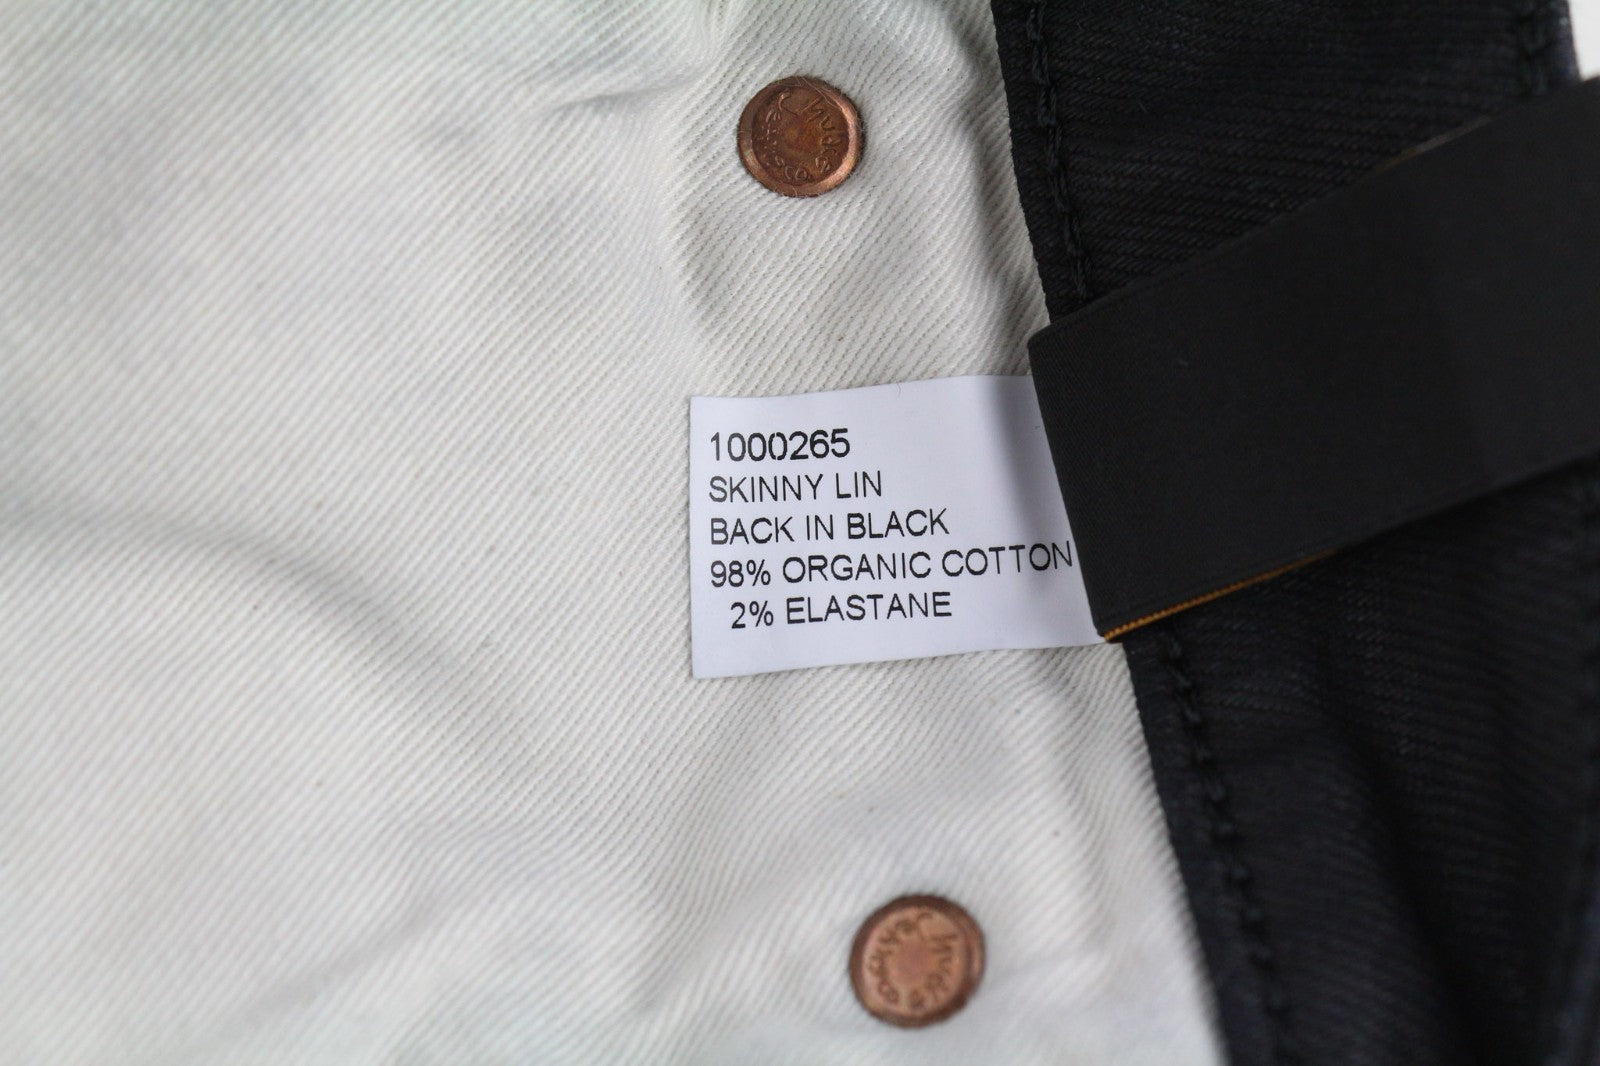 1000265
SKINNY LIN
BACK IN BLACK
98% ORGANIC COTTON
2% ELASTANE